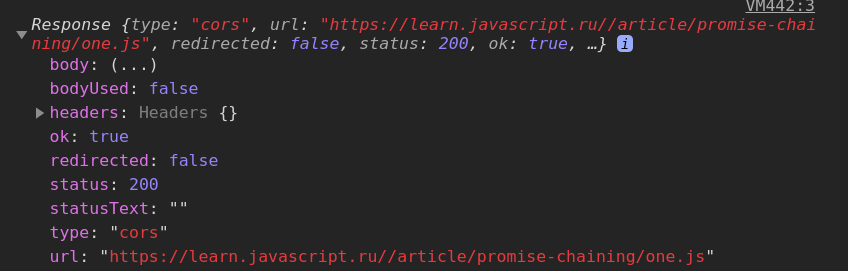 VM442:3
Response {type: "cors", url: "https://learn.javascript.ru//article/promise-chai
ning/one.js", redirected: false, status: 200, ok: true, …} i
body: (...)
bodyUsed: false
headers: Headers {}
ok: true
redirected: false
status: 200
statusText: ""
type: "cors"
url: "https://learn.javascript.ru//article/promise-chaining/one.js"